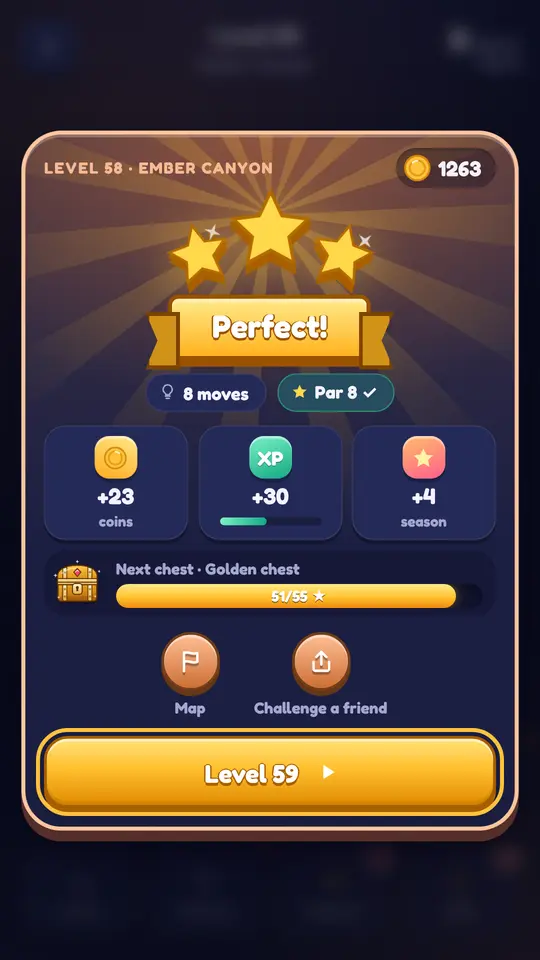 LEVEL 58 · EMBER CANYON
1263
Perfect!
8 moves
Par 8 ✓
XP
+23
+30
+4
coins
season
Next chest · Golden chest
51/55 ★
Map
Challenge a friend
Level 59